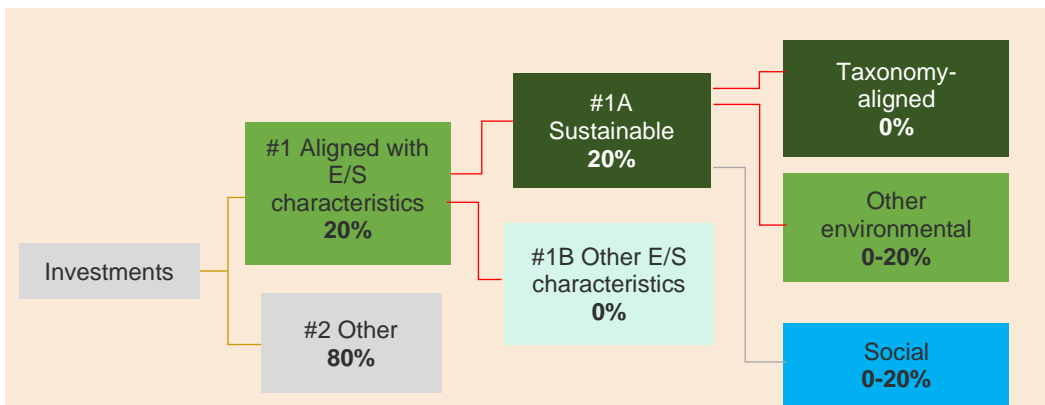 Investments
#1 Aligned with
E/S
characteristics
20%
#2 Other
80%
#1A
Sustainable
20%
#1B Other E/S
characteristics
0%
Taxonomy-
aligned
0%
Other
environmental
0-20%
Social
0-20%